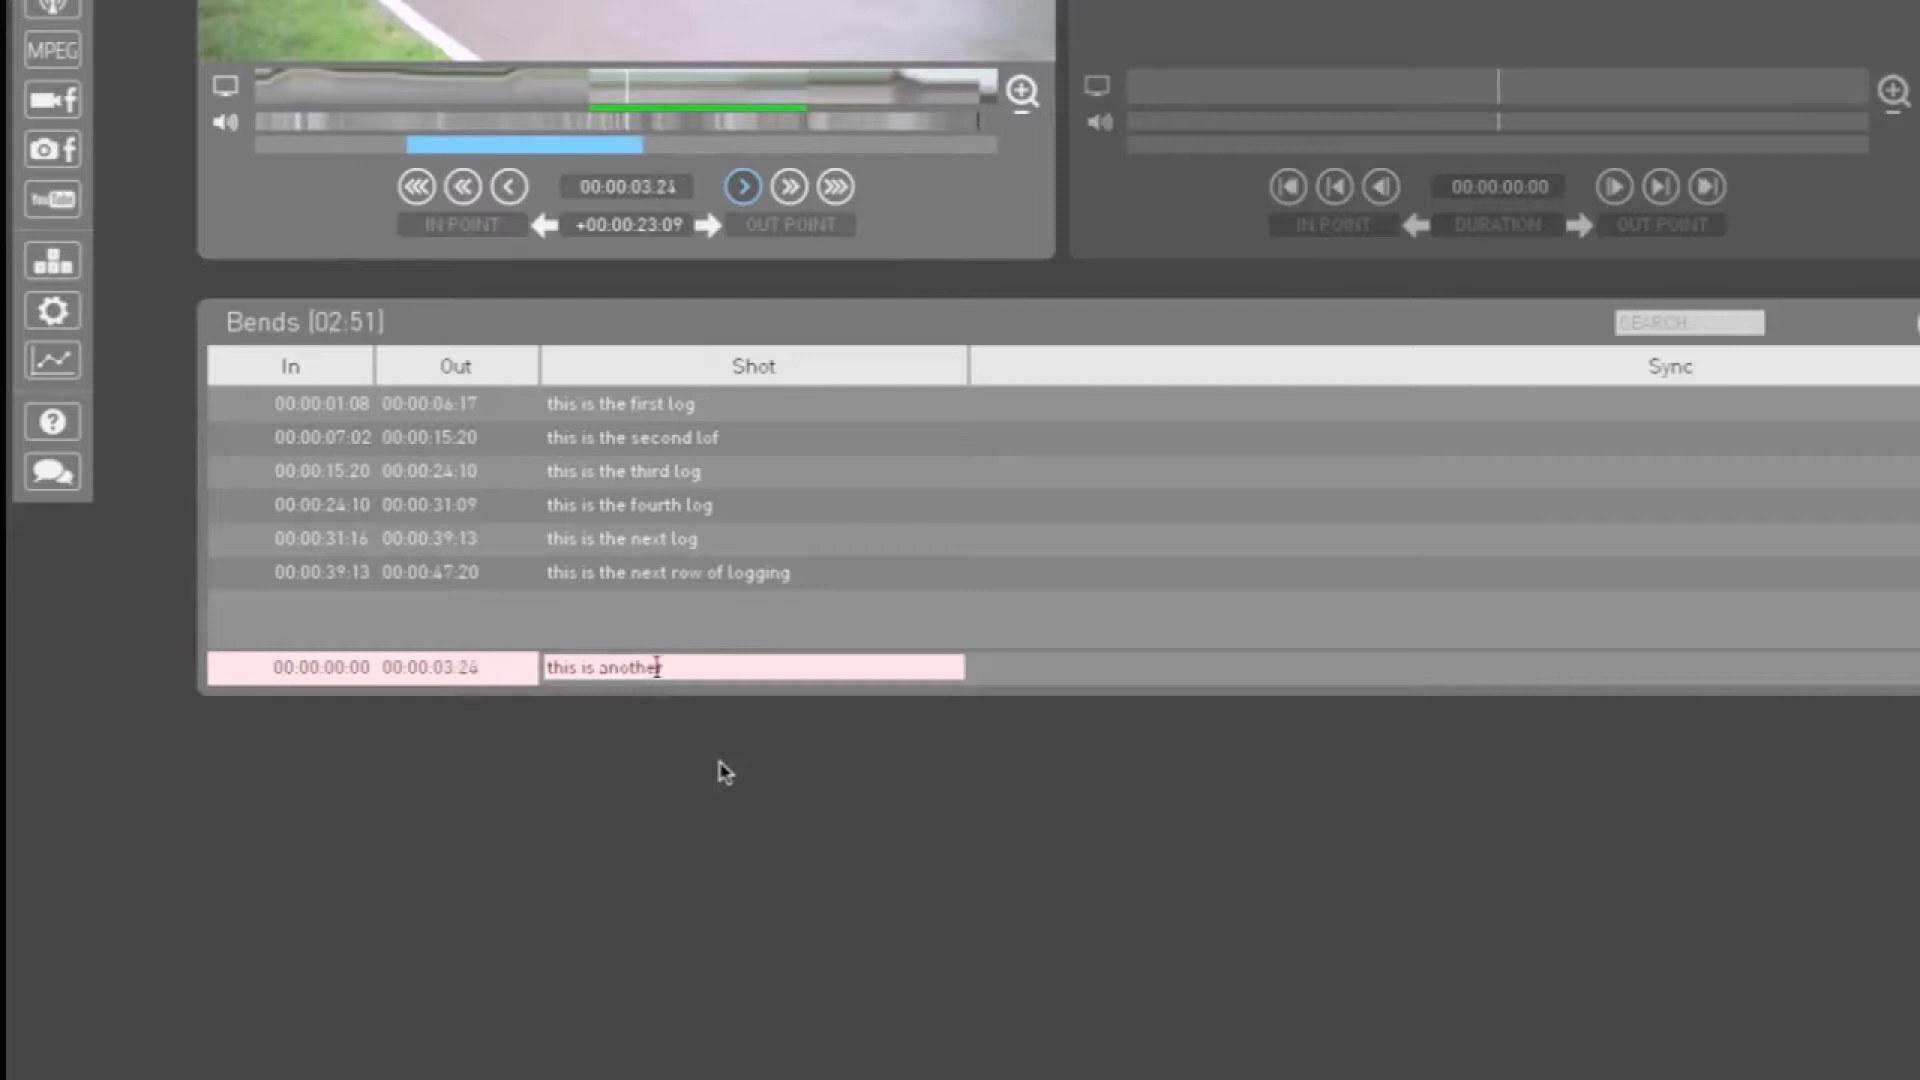 MPEG
f
f
YouTube
00:00:03:24
00:00:00:00
IN POINT
+00:00:23:09
OUT POINT
IN POINT
DURATION
OUT POINT
Bends [02:51]
SEARCH
In
Out
Shot
Sync
00:00:01:08 00:00:06:17 this is the first log
00:00:07:02 00:00:15:20 this is the second lof
00:00:15:20 00:00:24:10 this is the third log
00:00:24:10 00:00:31:09 this is the fourth log
00:00:31:16 00:00:39:13 this is the next log
00:00:39:13 00:00:47:20 this is the next row of logging
00:00:00:00 00:00:03:24 this is another